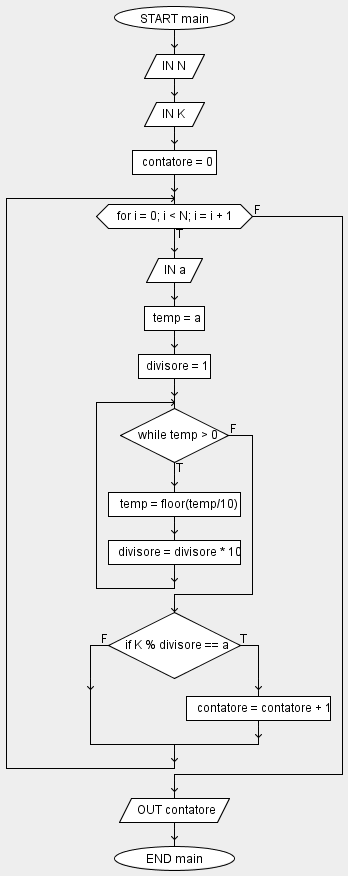 START main
IN N
IN K
contatore = 0
for i = 0; i < N; i = i + 1
F
T
IN a
temp = a
divisore = 1
while temp > 0
F
T
temp = floor(temp/10)
divisore = divisore * 10
F
if K % divisore == a
T
contatore = contatore + 1
OUT contatore
END main